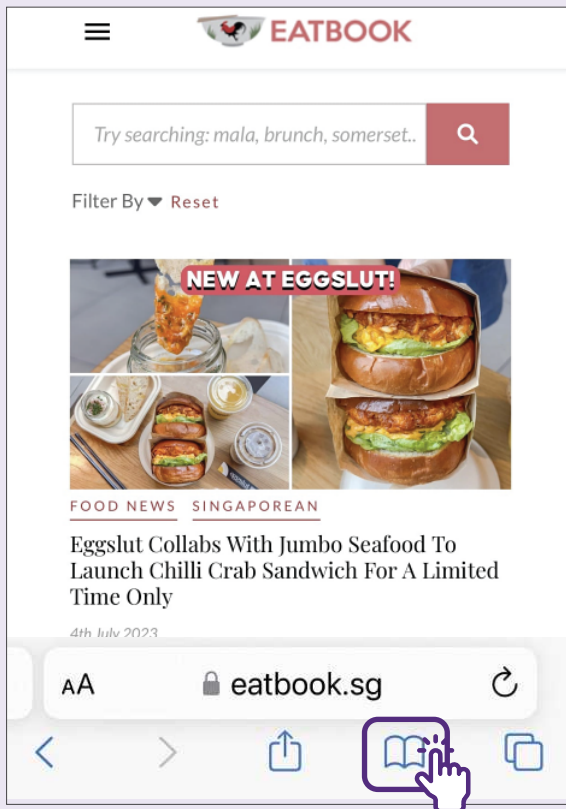 EATBOOK
Try searching: mala, brunch, somerset..
Filter By Reset
NEW AT EGGSLUT!
FOOD NEWS SINGAPOREAN
Eggslut Collabs With Jumbo Seafood To
Launch Chilli Crab Sandwich For A Limited
Time Only
4th July 2023
AA eatbook.sg